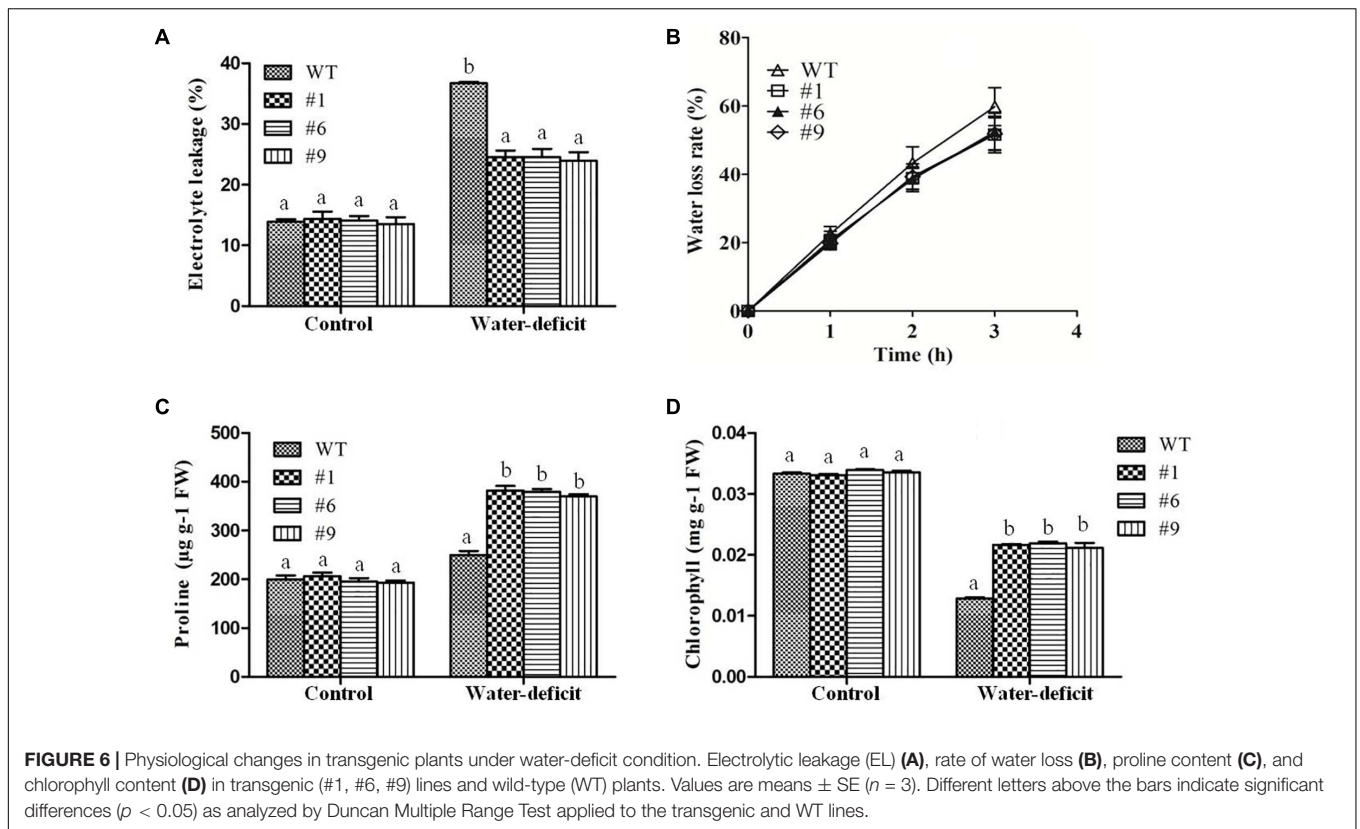 A
Electrolyte leakage (%)
40
30
20
10
0
WT
#1
#6
#9
a
a
a
a
b
a
a
a
Control
Water-deficit
B
Water loss rate (%)
80
60
40
20
0
WT
#1
#6
#9
0
1
2
3
4
Time (h)
C
Proline (µg g-1 FW)
500
400
300
200
100
0
WT
#1
#6
#9
a
a
a
a
a
b
b
b
Control
Water-deficit
D
Chlorophyll (mg g-1 FW)
0.04
0.03
0.02
0.01
0.00
a
a
a
a
a
b
b
b
WT
#1
#6
#9
Control
Water-deficit
FIGURE 6 | Physiological changes in transgenic plants under water-deficit condition. Electrolytic leakage (EL) (A), rate of water loss (B), proline content (C), and
chlorophyll content (D) in transgenic (#1, #6, #9) lines and wild-type (WT) plants. Values are means ± SE (n = 3). Different letters above the bars indicate significant
differences (p < 0.05) as analyzed by Duncan Multiple Range Test applied to the transgenic and WT lines.